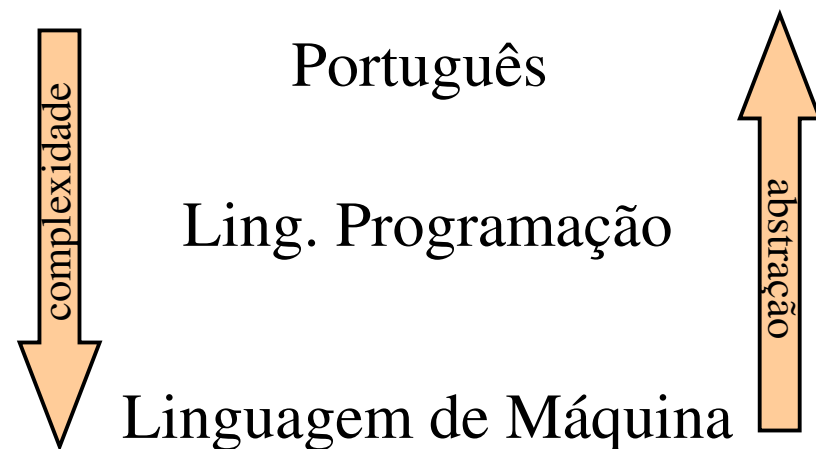 Português
complexidade
Ling. Programação
abstração
Linguagem de Máquina